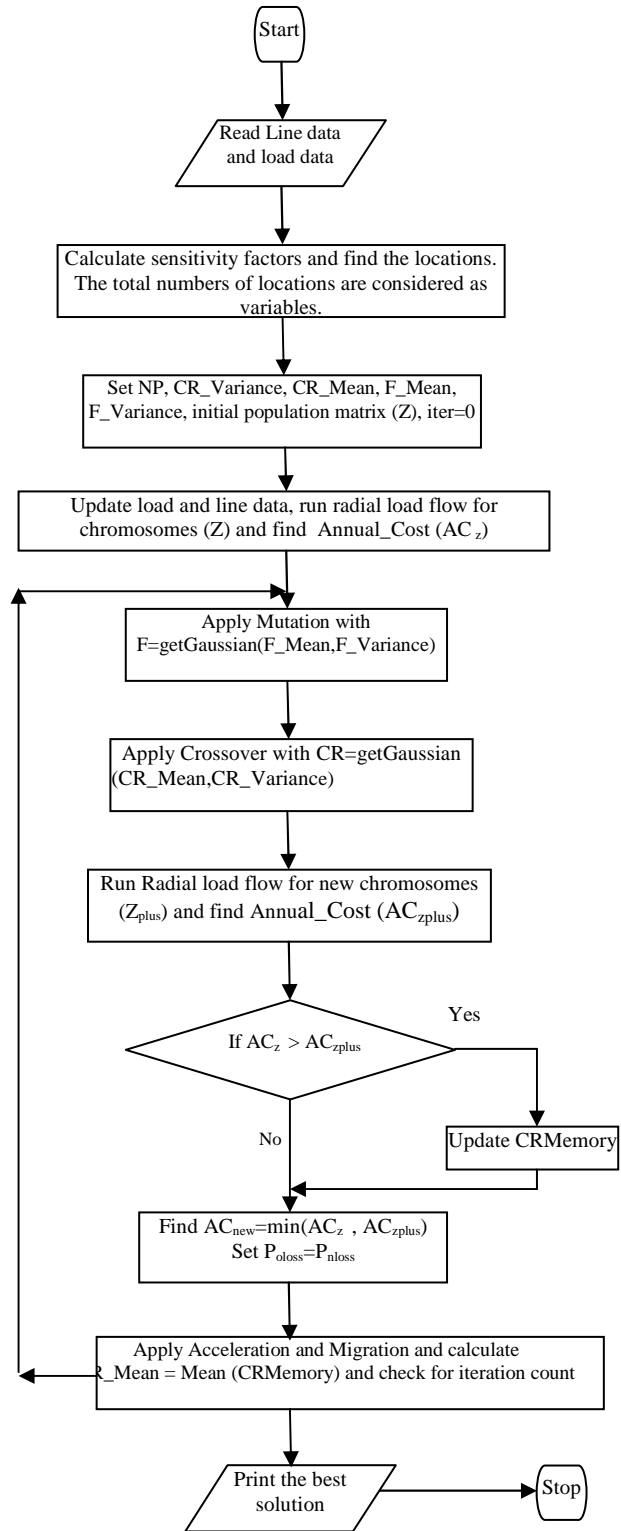 Start
Read Line data
and load data
Calculate sensitivity factors and find the locations.
The total numbers of locations are considered as
variables.
Set NP, CR_Variance, CR_Mean, F_Mean,
F_Variance, initial population matrix (Z), iter=0
Update load and line data, run radial load flow for
chromosomes (Z) and find Annual_Cost (AC z)
Apply Mutation with
F=getGaussian(F_Mean,F_Variance)
Apply Crossover with CR=getGaussian
(CR_Mean,CR_Variance)
Run Radial load flow for new chromosomes
(Zplus) and find Annual_Cost (ACzplus)
Yes
If ACz > ACzplus
No
Update CRMemory
Find ACnew=min(ACz , ACzplus)
Set Poloss=Pnloss
Apply Acceleration and Migration and calculate
R_Mean = Mean (CRMemory) and check for iteration count
Print the best
solution
Stop